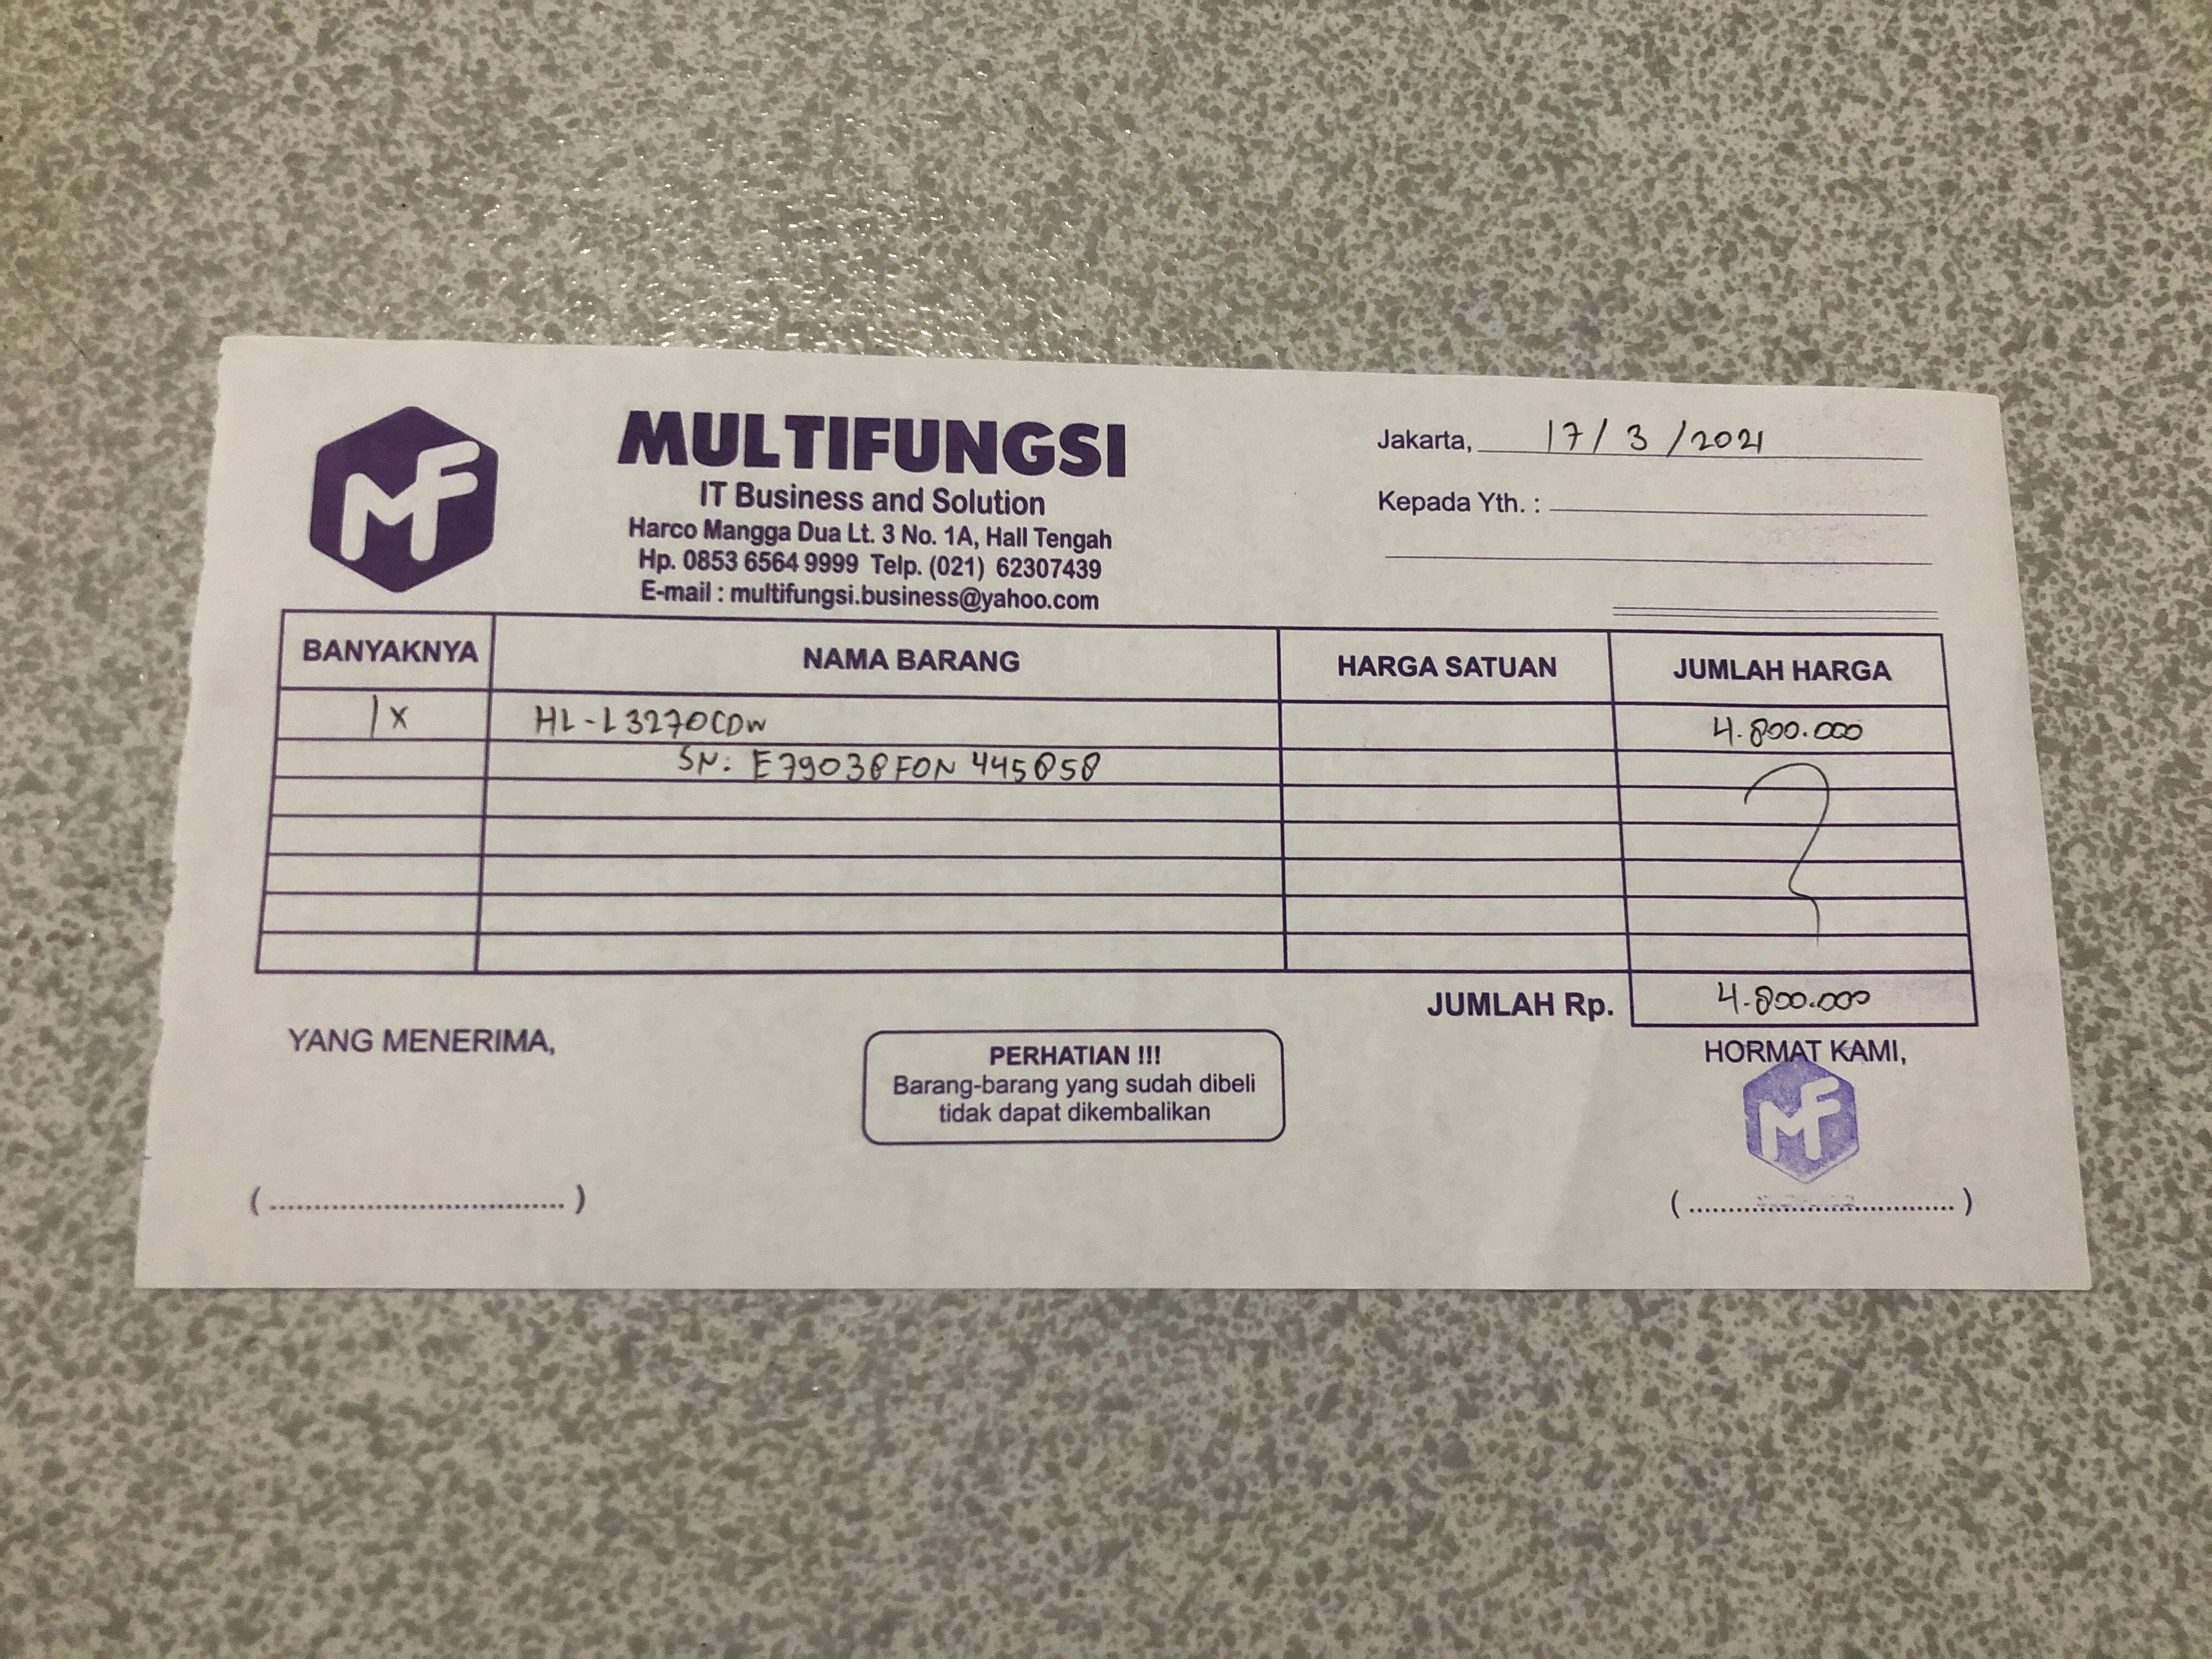 MF
MULTIFUNGSI
IT Business and Solution
Harco Mangga Dua Lt. 3 No. 1A, Hall Tengah
Hp. 0853 6564 9999 Telp. (021) 62307439
E-mail : multifungsi.business@yahoo.com
Jakarta, 17/3/2021
Kepada Yth. :
BANYAKNYA NAMA BARANG HARGA SATUAN JUMLAH HARGA
1x HL-L3270CDW 4.800.000
SN: E79038F0N445858
JUMLAH Rp. 4.800.000
YANG MENERIMA,
PERHATIAN !!!
Barang-barang yang sudah dibeli
tidak dapat dikembalikan
HORMAT KAMI,
MF
(................................)
(................................)